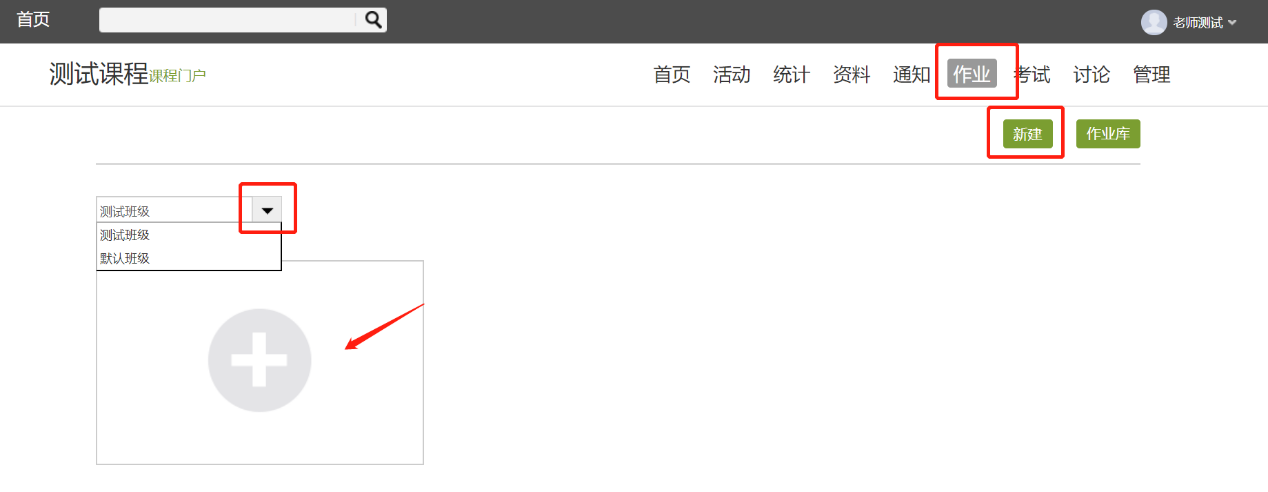 首页
老师测试
测试课程课程门户
首页 活动 统计 资料 通知 作业 考试 讨论 管理
新建 作业库
测试班级
测试班级
默认班级